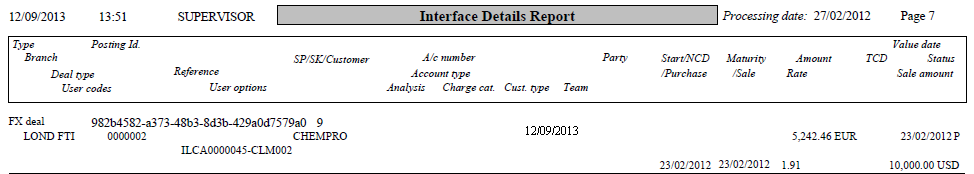 12/09/2013 13:51 SUPERVISOR Interface Details Report Processing date: 27/02/2012 Page 7
Type Posting Id. Value date
Branch SP/SK/Customer A/c number Party Start/NCD Maturity Amount TCD Status
Deal type Reference Account type /Purchase /Sale Rate Sale amount
User codes User options Analysis Charge cat. Cust. type Team
FX deal 982b4582-a373-48b3-8d3b-429a0d7579a0 9
LOND FTI 0000002 CHEMPRO 12/09/2013 5,242.46 EUR 23/02/2012 P
ILCA0000045-CLM002
23/02/2012 23/02/2012 1.91 10,000.00 USD